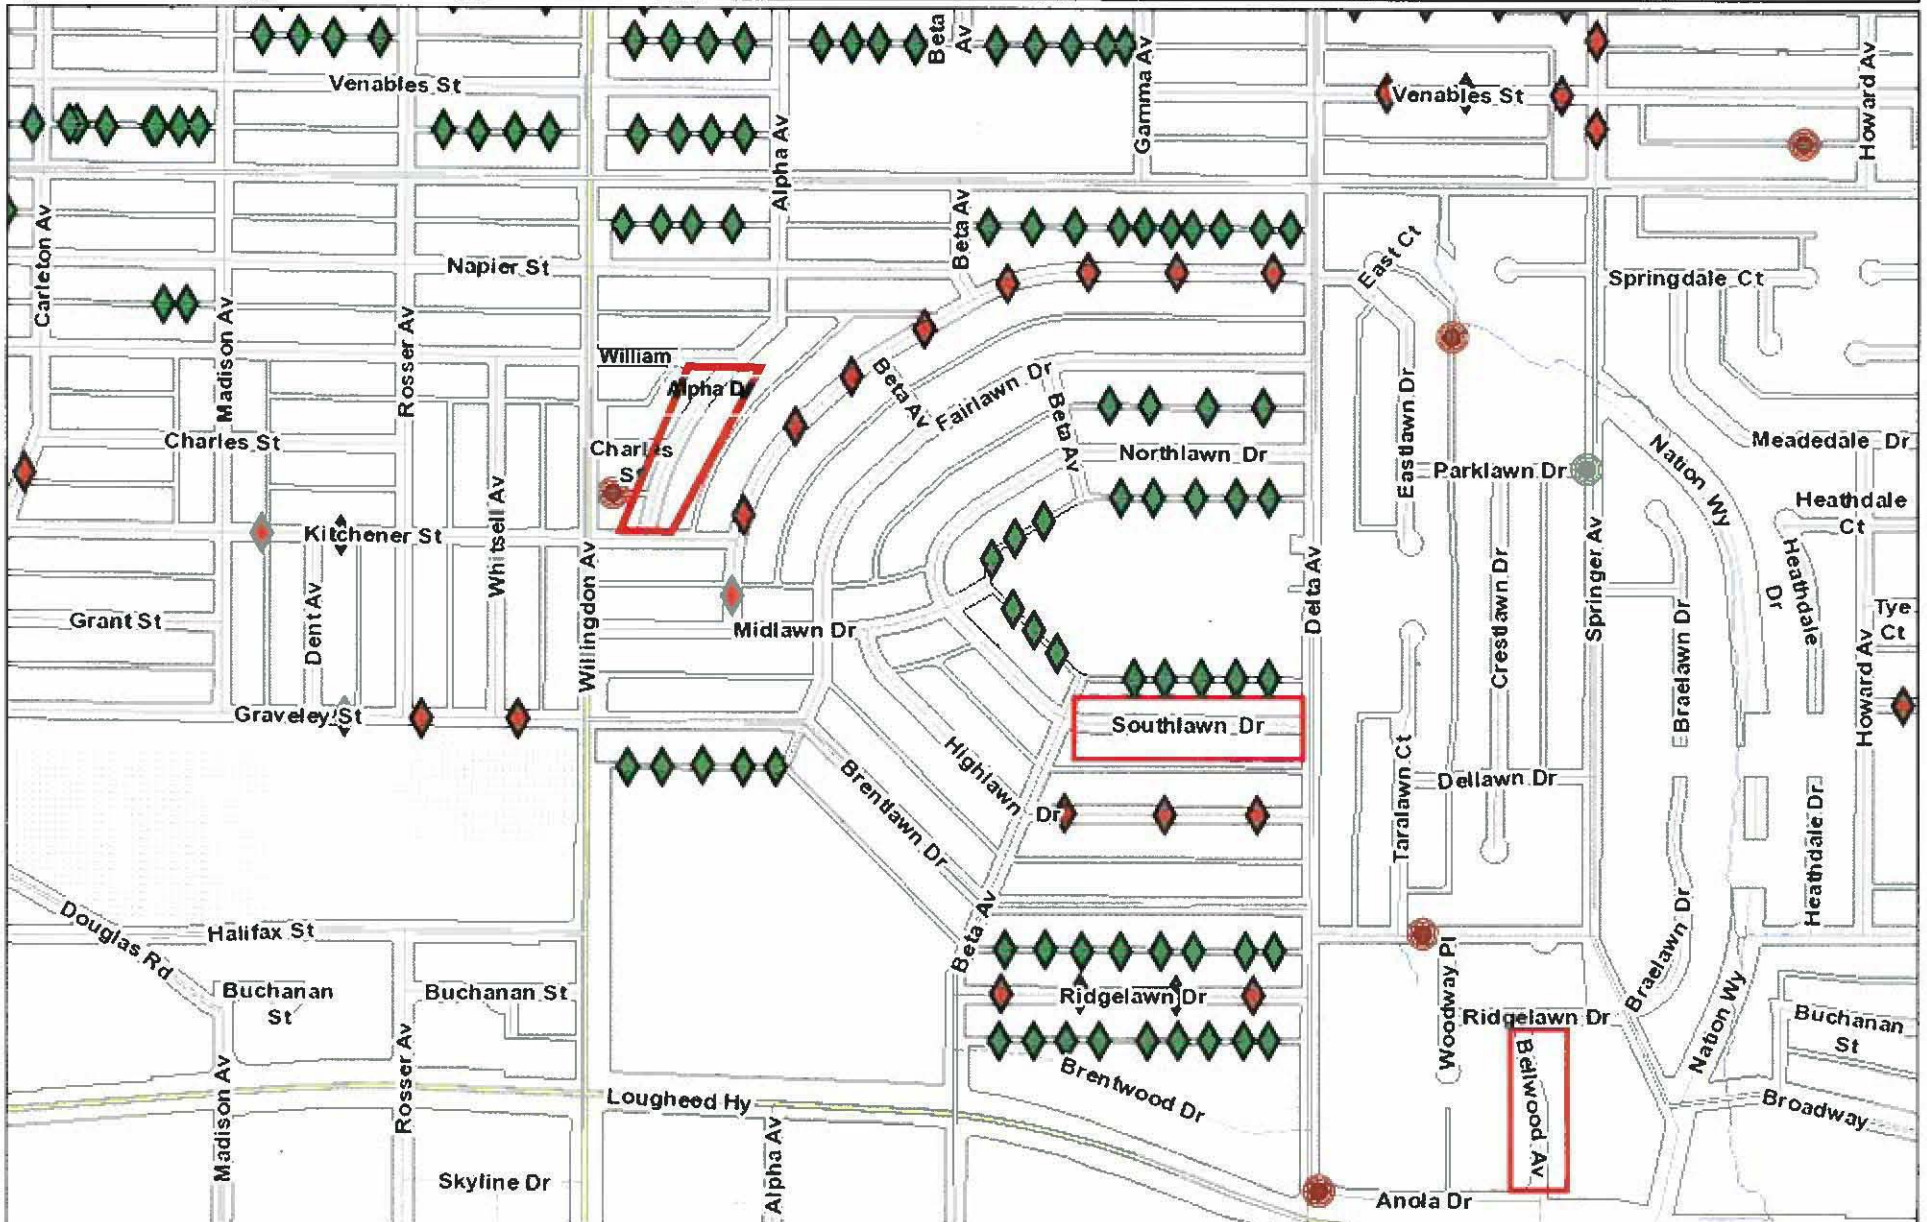 Beta
Av
Venables St
Venables St
Alpha Av
Gamma Av
Howard Av
Carleton Av
Beta Av
Napier St
East Ct
Springdale Ct
Madison Av
Rosser Av
William
Alpha D
Beta Av
Fairlawn Dr
Beta Av
Eastlawn Dr
Charles St
Charles
St
Northlawn Dr
Parklawn Dr
Nation Wy
Meadedale Dr
Heathdale
Ct
Whitsell Av
Kitchener St
Willingdon Av
Delta Av
Crestlawn Dr
Springer Av
Heathdale
Dr
Grant St
Dent Av
Midlawn Dr
Braelawn Dr
Tye
Ct
Howard Av
Graveley St
Southlawn Dr
Highlawn
Dr
Brentlawn Dr
Taralawn Ct
Dellawn Dr
Heathdale Dr
Douglas Rd
Halifax St
Beta Av
Braelawn Dr
Buchanan
St
Buchanan St
Ridgelawn Dr
Woodway Pl
Ridgelawn Dr
Nation Wy
Buchanan
St
Madison Av
Rosser Av
Lougheed Hy
Brentwood Dr
Bellwood Av
Broadway
Alpha Av
Skyline Dr
Anola Dr